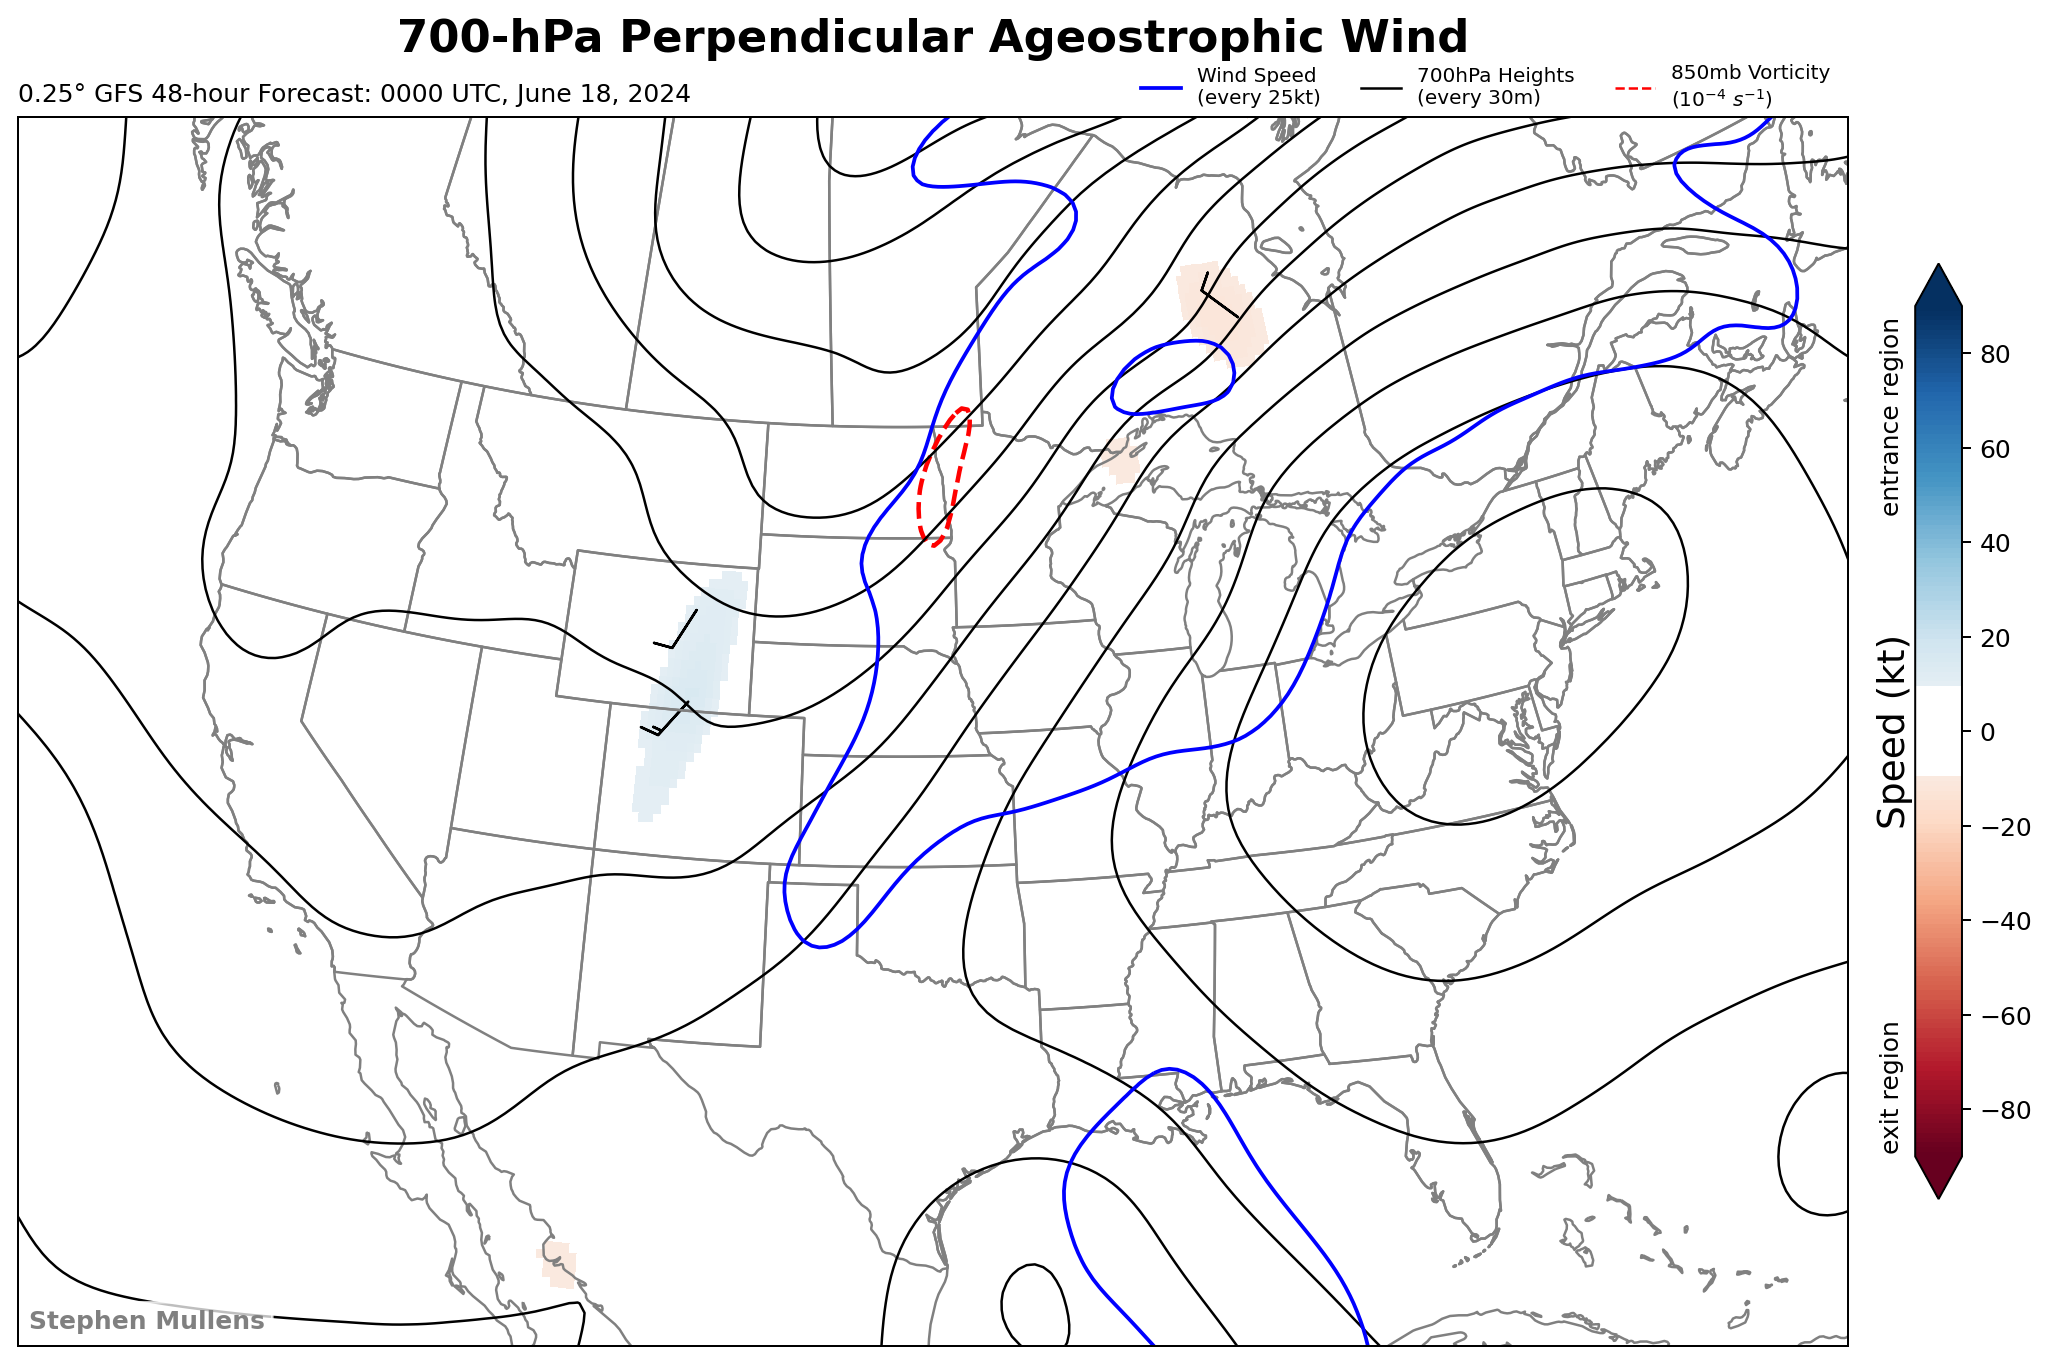 700-hPa Perpendicular Ageostrophic Wind
0.25° GFS 48-hour Forecast: 0000 UTC, June 18, 2024
Wind Speed
(every 25kt)
700hPa Heights
(every 30m)
850mb Vorticity
(10⁻⁴ s⁻¹)
entrance region
Speed (kt)
exit region
80
60
40
20
0
−20
−40
−60
−80
Stephen Mullens